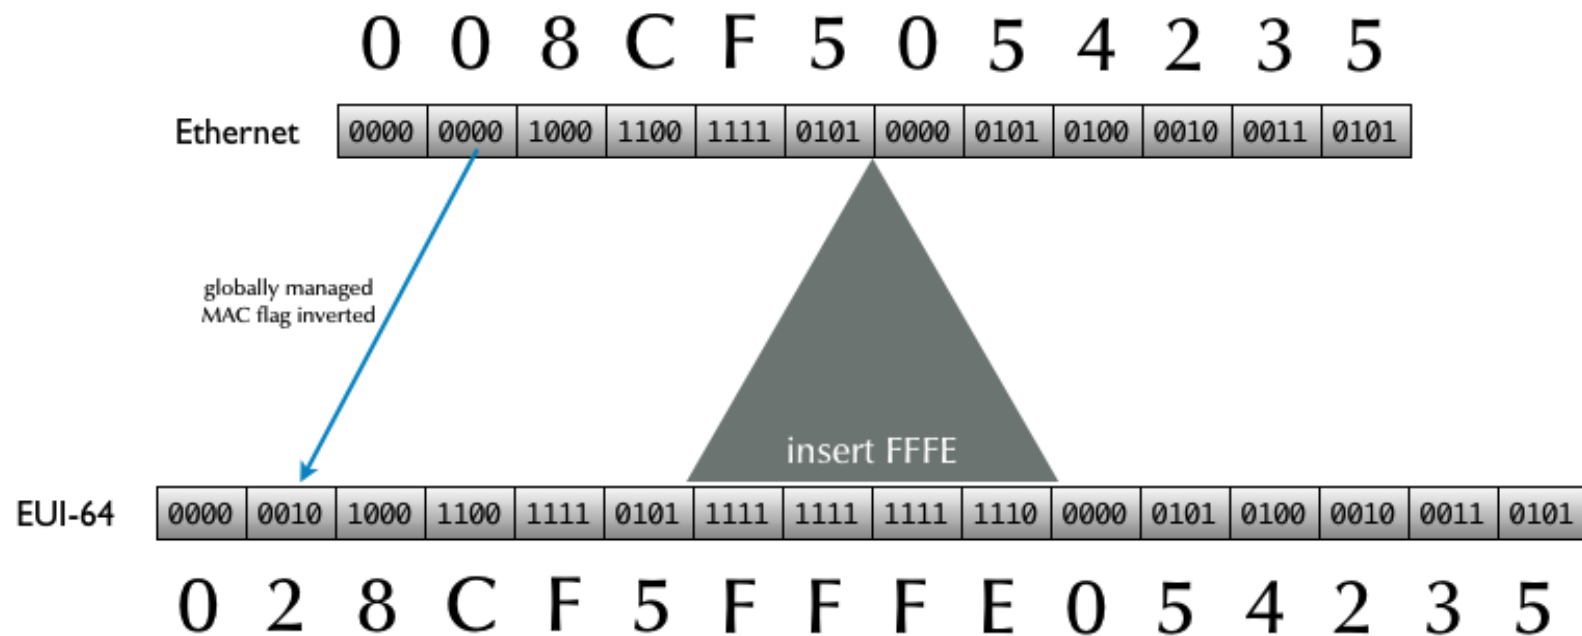 0 0 8 C F 5 0 5 4 2 3 5
Ethernet 0000 0000 1000 1100 1111 0101 0000 0101 0100 0010 0011 0101
globally managed
MAC flag inverted
insert FFFE
EUI-64 0000 0010 1000 1100 1111 0101 1111 1111 1111 1110 0000 0101 0100 0010 0011 0101
0 2 8 C F 5 F F F E 0 5 4 2 3 5